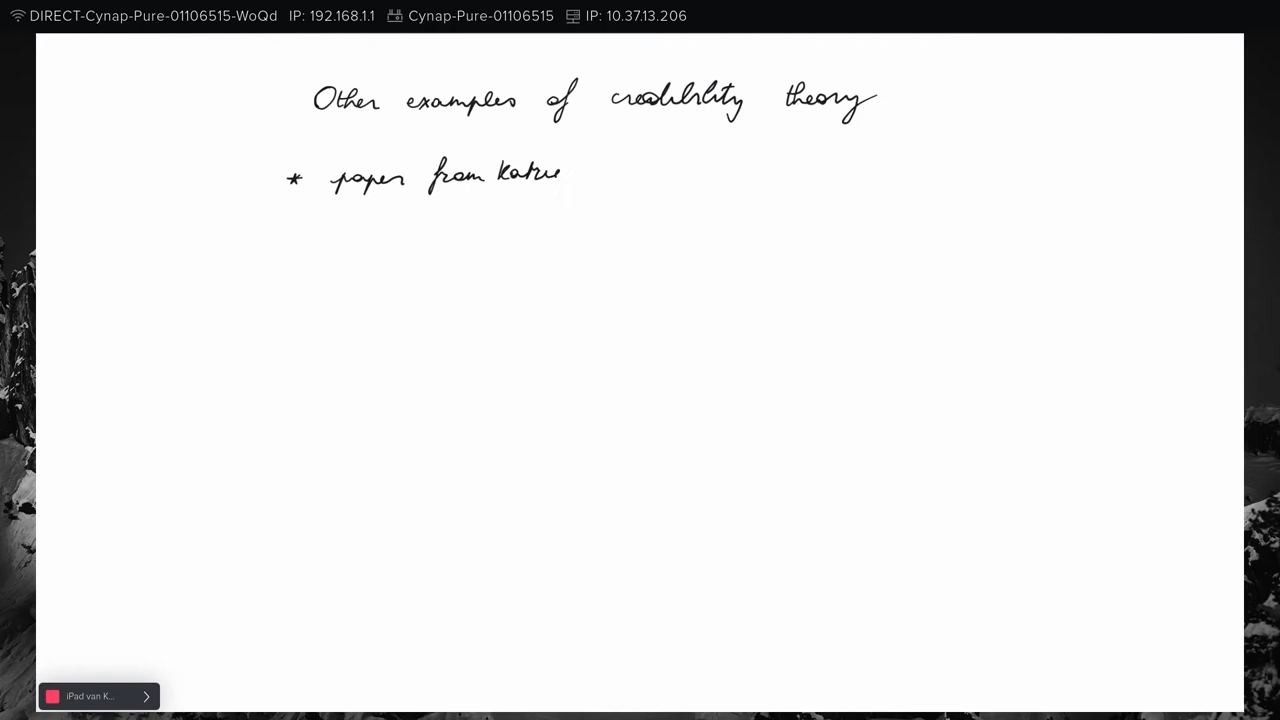 DIRECT-Cynap-Pure-01106515-WoQd IP: 192.168.1.1 Cynap-Pure-01106515 IP: 10.37.13.206
Other examples of credibility theory
* paper from Katrie
iPad van K...